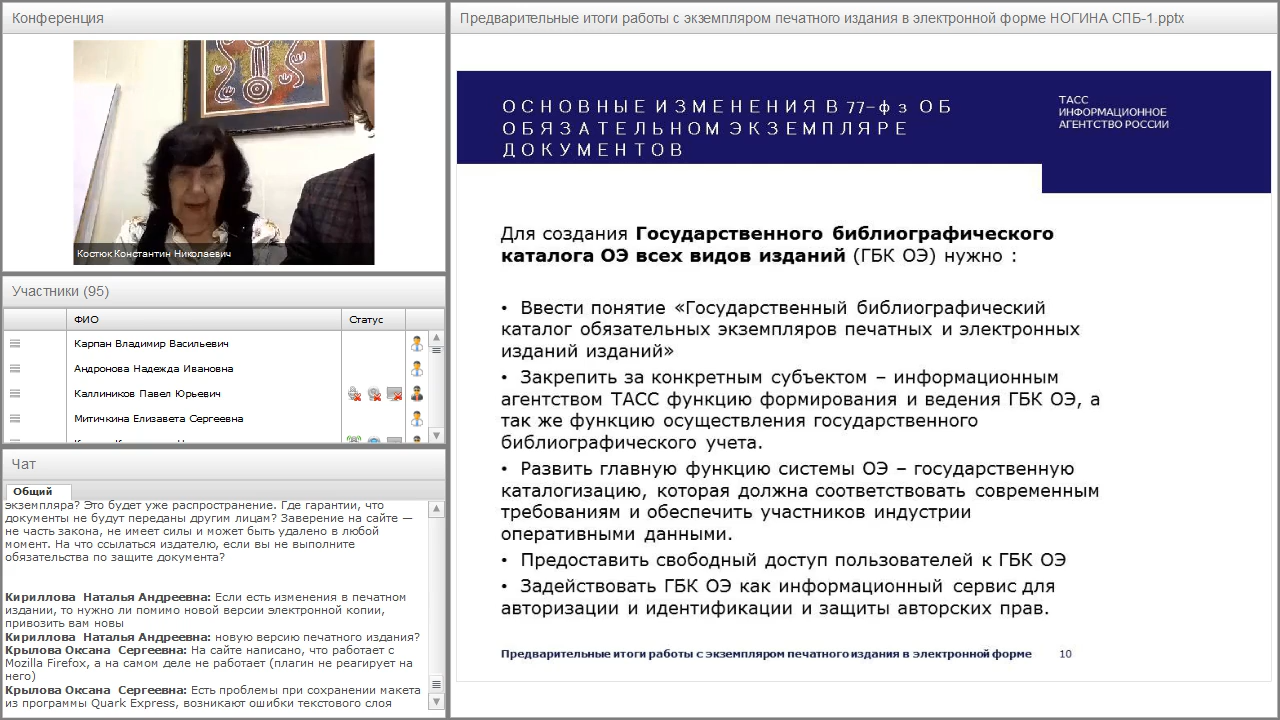 Конференция
Костюк Константин Николаевич
Участники (95)
ФИО
Статус
Карпан Владимир Васильевич
Андронова Надежда Ивановна
Каллиников Павел Юрьевич
Митичкина Елизавета Сергеевна
Чат
Общий
экземпляра? Это будет уже распространение. Где гарантии, что
документы не будут переданы другим лицам? Заверение на сайте —
не часть закона, не имеет силы и может быть удалено в любой
момент. На что ссылаться издателю, если вы не выполните
обязательства по защите документа?
Кириллова Наталья Андреевна: Если есть изменения в печатном
издании, то нужно ли помимо новой версии электронной копии,
привозить вам новы
Кириллова Наталья Андреевна: новую версию печатного издания?
Крылова Оксана Сергеевна: На сайте написано, что работает с
Mozilla Firefox, а на самом деле не работает (плагин не реагирует на
него)
Крылова Оксана Сергеевна: Есть проблемы при сохранении макета
из программы Quark Express, возникают ошибки текстового слоя
Предварительные итоги работы с экземпляром печатного издания в электронной форме НОГИНА СПБ-1.pptx
ОСНОВНЫЕ ИЗМЕНЕНИЯ В 77-ф з ОБ
ОБЯЗАТЕЛЬНОМ ЭКЗЕМПЛЯРЕ
ДОКУМЕНТОВ
ТАСС
ИНФОРМАЦИОННОЕ
АГЕНТСТВО РОССИИ
Для создания Государственного библиографического
каталога ОЭ всех видов изданий (ГБК ОЭ) нужно :
• Ввести понятие «Государственный библиографический
каталог обязательных экземпляров печатных и электронных
изданий изданий»
• Закрепить за конкретным субъектом – информационным
агентством ТАСС функцию формирования и ведения ГБК ОЭ, а
так же функцию осуществления государственного
библиографического учета.
• Развить главную функцию системы ОЭ – государственную
каталогизацию, которая должна соответствовать современным
требованиям и обеспечить участников индустрии
оперативными данными.
• Предоставить свободный доступ пользователей к ГБК ОЭ
• Задействовать ГБК ОЭ как информационный сервис для
авторизации и идентификации и защиты авторских прав.
Предварительные итоги работы с экземпляром печатного издания в электронной форме 10